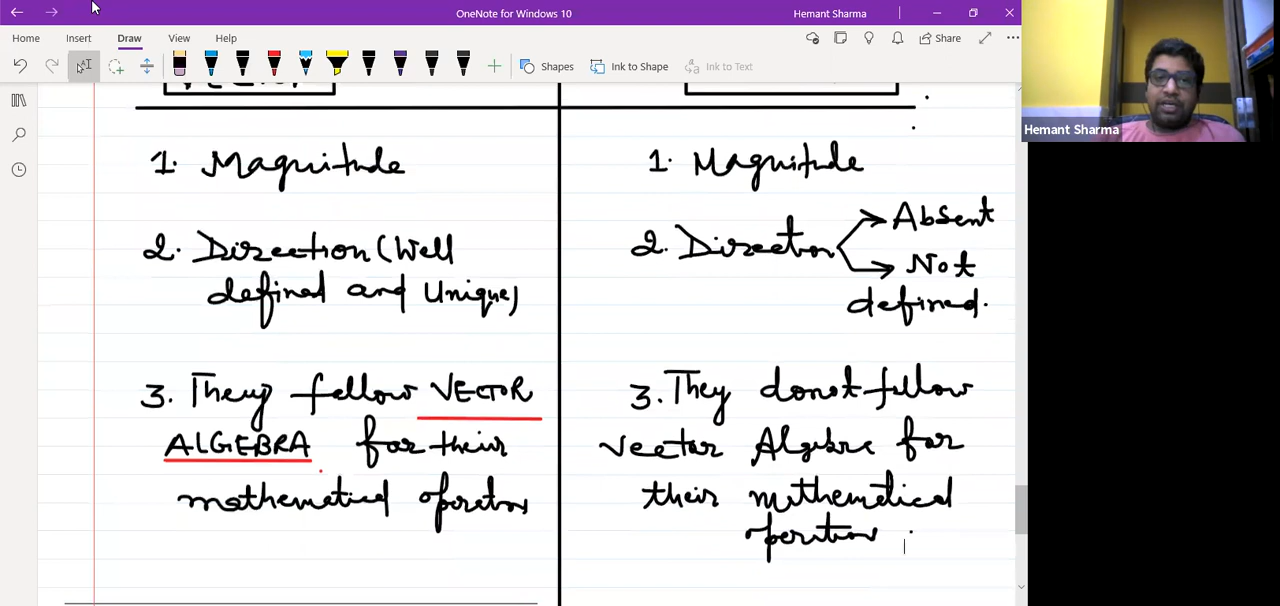 OneNote for Windows 10
Hemant Sharma
Home Insert Draw View Help
Share
Shapes
Ink to Shape
Ink to Text
Hemant Sharma
1. Magnitude
2. Direction (Well
defined and Unique)
3. They follow VECTOR
ALGEBRA for their
mathematical operations
1. Magnitude
2. Direction → Absent
→ Not
defined.
3. They donot follow
Vector Algebra for
their mathematical
operations